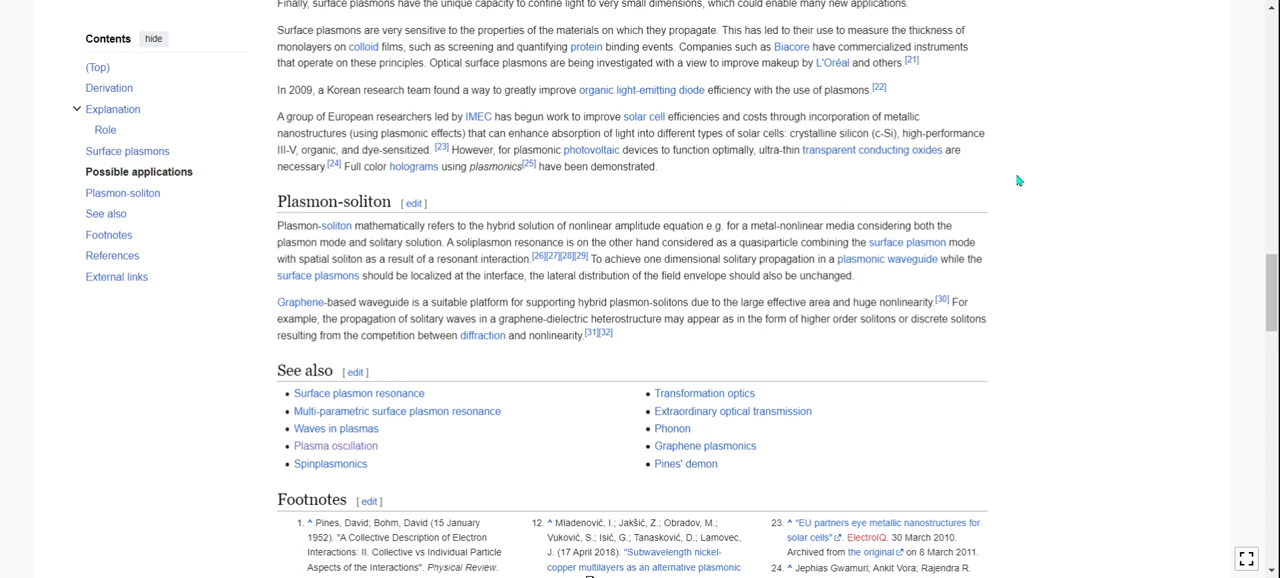 Finally, surface plasmons have the unique capacity to confine light to very small dimensions, which could enable many new applications.
Contents hide
(Top)
Derivation
Explanation
Role
Surface plasmons
Possible applications
Plasmon-soliton
See also
Footnotes
References
External links
Surface plasmons are very sensitive to the properties of the materials on which they propagate. This has led to their use to measure the thickness of
monolayers on colloid films, such as screening and quantifying protein binding events. Companies such as Biacore have commercialized instruments
that operate on these principles. Optical surface plasmons are being investigated with a view to improve makeup by L'Oréal and others.[21]
In 2009, a Korean research team found a way to greatly improve organic light-emitting diode efficiency with the use of plasmons.[22]
A group of European researchers led by IMEC has begun work to improve solar cell efficiencies and costs through incorporation of metallic
nanostructures (using plasmonic effects) that can enhance absorption of light into different types of solar cells: crystalline silicon (c-Si), high-performance
III-V, organic, and dye-sensitized. [23] However, for plasmonic photovoltaic devices to function optimally, ultra-thin transparent conducting oxides are
necessary.[24] Full color holograms using plasmonics[25] have been demonstrated.
Plasmon-soliton [ edit ]
Plasmon-soliton mathematically refers to the hybrid solution of nonlinear amplitude equation e.g. for a metal-nonlinear media considering both the
plasmon mode and solitary solution. A soliplasmon resonance is on the other hand considered as a quasiparticle combining the surface plasmon mode
with spatial soliton as a result of a resonant interaction.[26][27][28][29] To achieve one dimensional solitary propagation in a plasmonic waveguide while the
surface plasmons should be localized at the interface, the lateral distribution of the field envelope should also be unchanged.
Graphene-based waveguide is a suitable platform for supporting hybrid plasmon-solitons due to the large effective area and huge nonlinearity.[30] For
example, the propagation of solitary waves in a graphene-dielectric heterostructure may appear as in the form of higher order solitons or discrete solitons
resulting from the competition between diffraction and nonlinearity.[31][32]
See also [ edit ]
• Surface plasmon resonance
• Multi-parametric surface plasmon resonance
• Waves in plasmas
• Plasma oscillation
• Spinplasmonics
• Transformation optics
• Extraordinary optical transmission
• Phonon
• Graphene plasmonics
• Pines' demon
Footnotes [ edit ]
1. ^ Pines, David; Bohm, David (15 January
1952). "A Collective Description of Electron
Interactions: II. Collective vs Individual Particle
Aspects of the Interactions". Physical Review.
12. ^ Mladenović, I.; Jakšić, Z.; Obradov, M.;
Vuković, S.; Isić, G.; Tanasković, D.; Lamovec,
J. (17 April 2018). "Subwavelength nickel-
copper multilayers as an alternative plasmonic
23. ^ "EU partners eye metallic nanostructures for
solar cells". ElectroIQ. 30 March 2010.
Archived from the original on 8 March 2011.
24. ^ Jephias Gwamuri; Ankit Vora; Rajendra R.